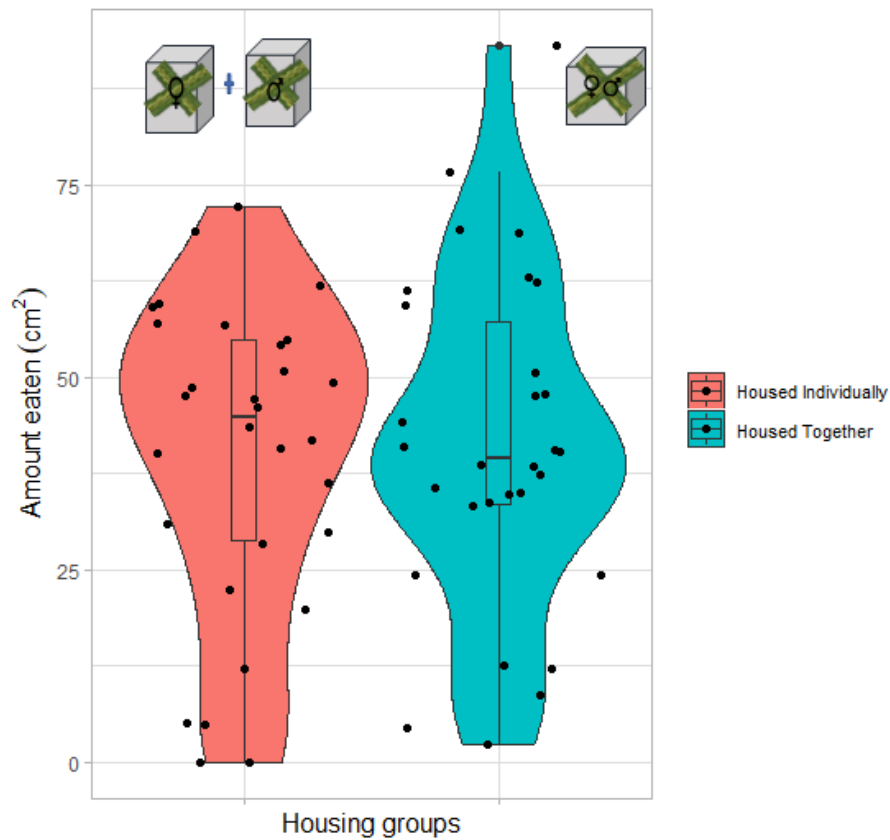 ♀ + ♂
♀♂
75
50
25
0
Amount eaten (cm²)
Housing groups
Housed Individually
Housed Together